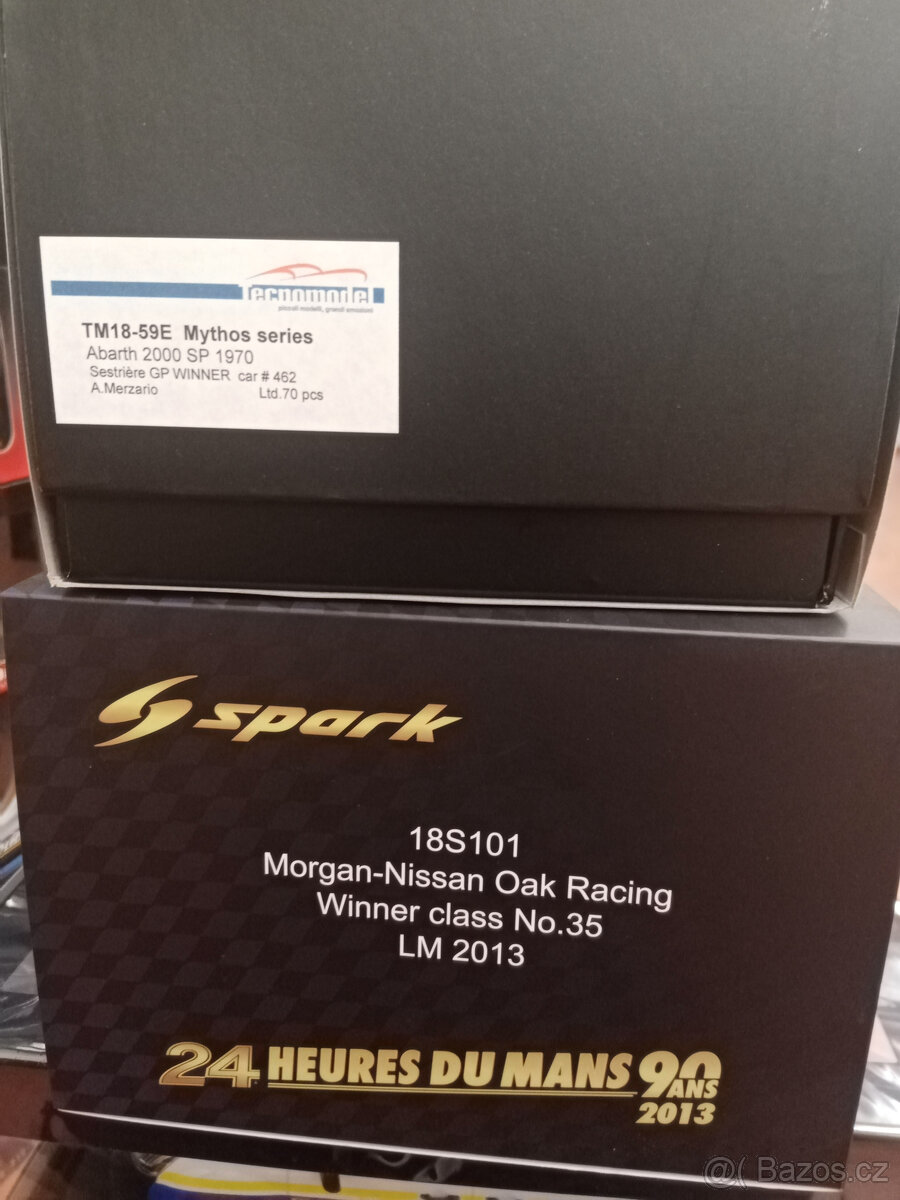 Tecnomodel
piccoli modelli, grandi emozioni
TM18-59E Mythos series
Abarth 2000 SP 1970
Sestrière GP WINNER car # 462
A.Merzario Ltd.70 pcs
spark
18S101
Morgan-Nissan Oak Racing
Winner class No.35
LM 2013
24 HEURES DU MANS 90 ANS
2013
@( Bazos.cz